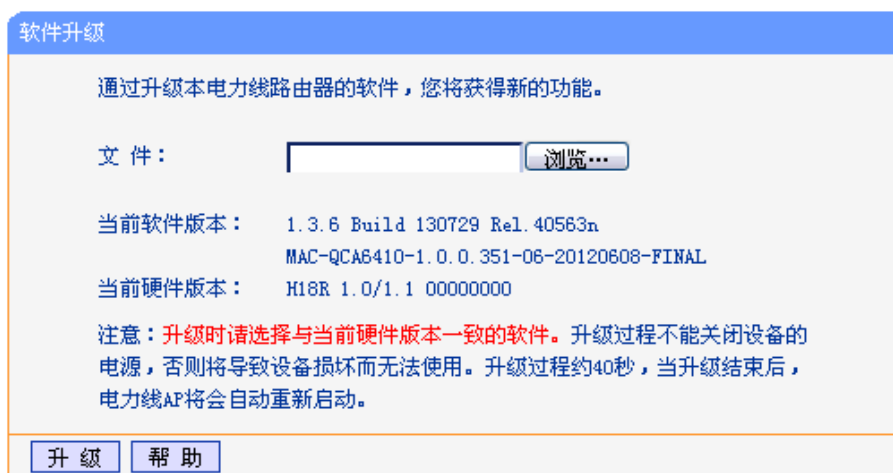 软件升级
通过升级本电力线路由器的软件，您将获得新的功能。
文 件： 浏览…
当前软件版本： 1.3.6 Build 130729 Rel.40563n
MAC-QCA6410-1.0.0.351-06-20120608-FINAL
当前硬件版本： H18R 1.0/1.1 00000000
注意：升级时请选择与当前硬件版本一致的软件。升级过程不能关闭设备的
电源，否则将导致设备损坏而无法使用。升级过程约40秒，当升级结束后，
电力线AP将会自动重新启动。
升 级 帮 助